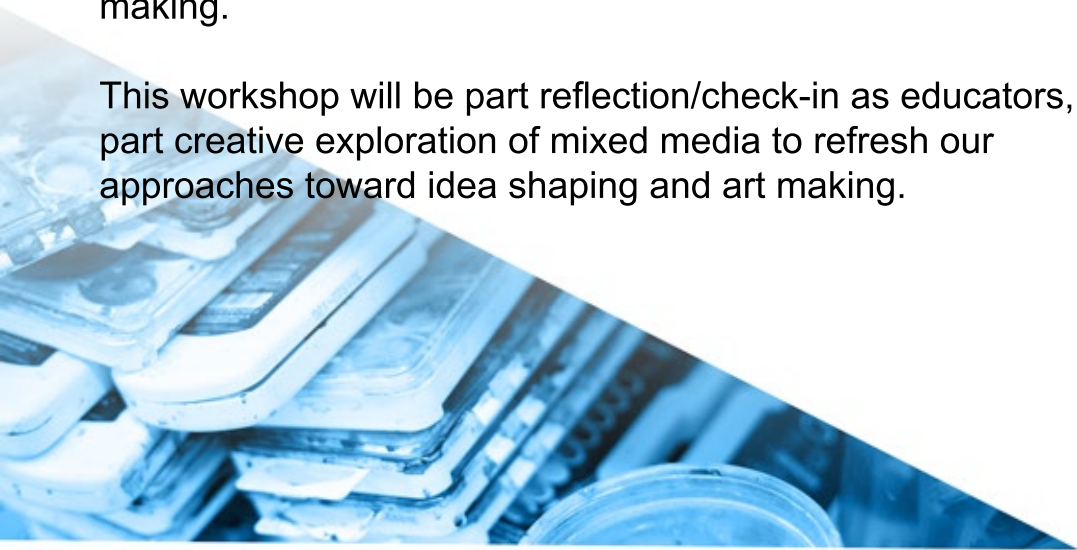 making.
This workshop will be part reflection/check-in as educators,
part creative exploration of mixed media to refresh our
approaches toward idea shaping and art making.